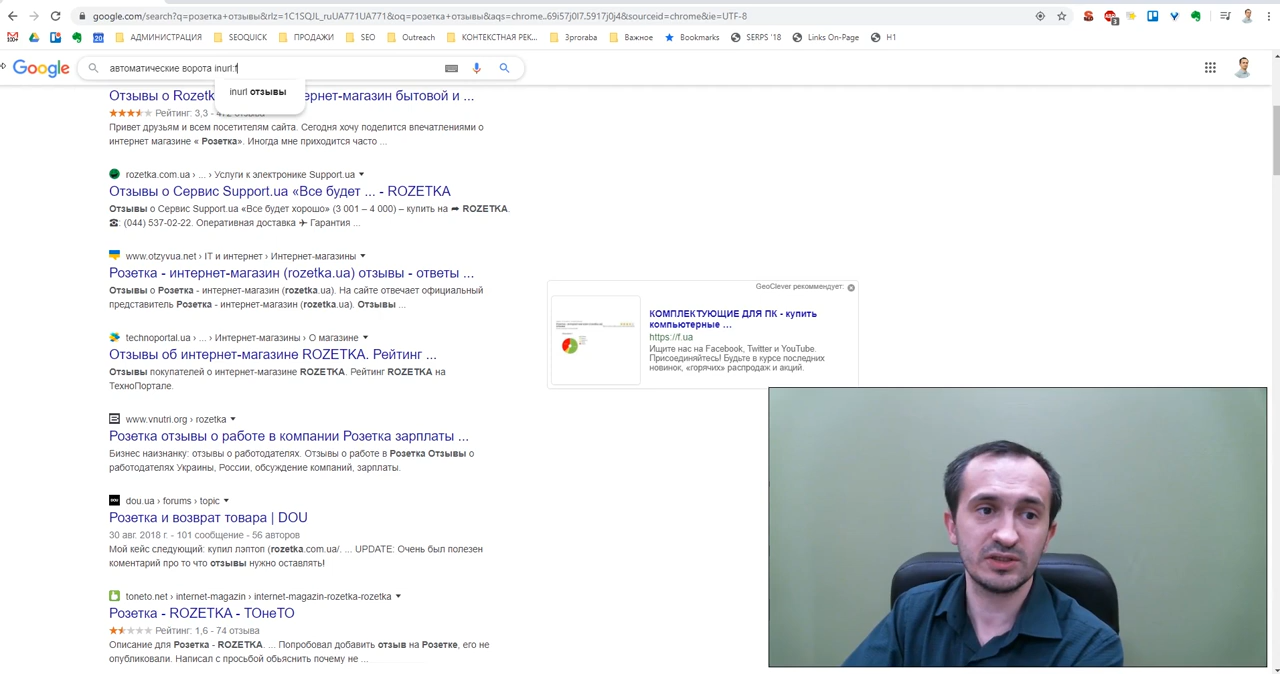 google.com/search?q=розетка+отзывы&rlz=1C1SQJL_ruUA771UA771&oq=розетка+отзывы&aqs=chrome..69i57j0l7.5917j0j4&sourceid=chrome&ie=UTF-8
АДМИНИСТРАЦИЯ SEOQUICK ПРОДАЖИ SEO Outreach КОНТЕКСТНАЯ РЕК... 3proraba Важное Bookmarks SERPS '18 Links On-Page H1
Google автоматические ворота inurl:f
inurl отзывы
Отзывы о Rozetk ернет-магазин бытовой и ...
Рейтинг: 3,3 - 472 отзыва
Привет друзьям и всем посетителям сайта. Сегодня хочу поделится впечатлениями о
интернет магазине « Розетка». Иногда мне приходится часто ...
rozetka.com.ua › ... › Услуги к электронике Support.ua
Отзывы о Сервис Support.ua «Все будет ... - ROZETKA
Отзывы о Сервис Support.ua «Все будет хорошо» (3 001 – 4 000) – купить на ➦ ROZETKA.
☎: (044) 537-02-22. Оперативная доставка ✈ Гарантия ...
www.otzyvua.net › IT и интернет › Интернет-магазины
Розетка - интернет-магазин (rozetka.ua) отзывы - ответы ...
Отзывы о Розетка - интернет-магазин (rozetka.ua). На сайте отвечает официальный
представитель Розетка - интернет-магазин (rozetka.ua). Отзывы ...
GeoClever рекоммендует:
КОМПЛЕКТУЮЩИЕ ДЛЯ ПК - купить
компьютерные ...
https://f.ua
Ищите нас на Facebook, Twitter и YouTube.
Присоединяйтесь! Будьте в курсе последних
новинок, «горячих» распродаж и акций.
technoportal.ua › ... › Интернет-магазины › О магазине
Отзывы об интернет-магазине ROZETKA. Рейтинг ...
Отзывы покупателей о интернет-магазине ROZETKA. Рейтинг ROZETKA на
ТехноПортале.
www.vnutri.org › rozetka
Розетка отзывы о работе в компании Розетка зарплаты ...
Бизнес наизнанку: отзывы о работодателях. Отзывы о работе в Розетка Отзывы о
работодателях Украины, России, обсуждение компаний, зарплаты.
dou.ua › forums › topic
Розетка и возврат товара | DOU
30 авг. 2018 г. - 101 сообщение - 56 авторов
Мой кейс следующий: купил лаптоп (rozetka.com.ua/. ... UPDATE: Очень был полезен
коментарий про то что отзывы нужно оставлять!
toneto.net › internet-magazin › internet-magazin-rozetka-rozetka
Розетка - ROZETKA - ТОнеТО
Рейтинг: 1,6 - 74 отзыва
Описание для Розетка - ROZETKA. ... Попробовал добавить отзыв на Розетке, его не
опубликовали. Написал с просьбой объяснить почему не ...